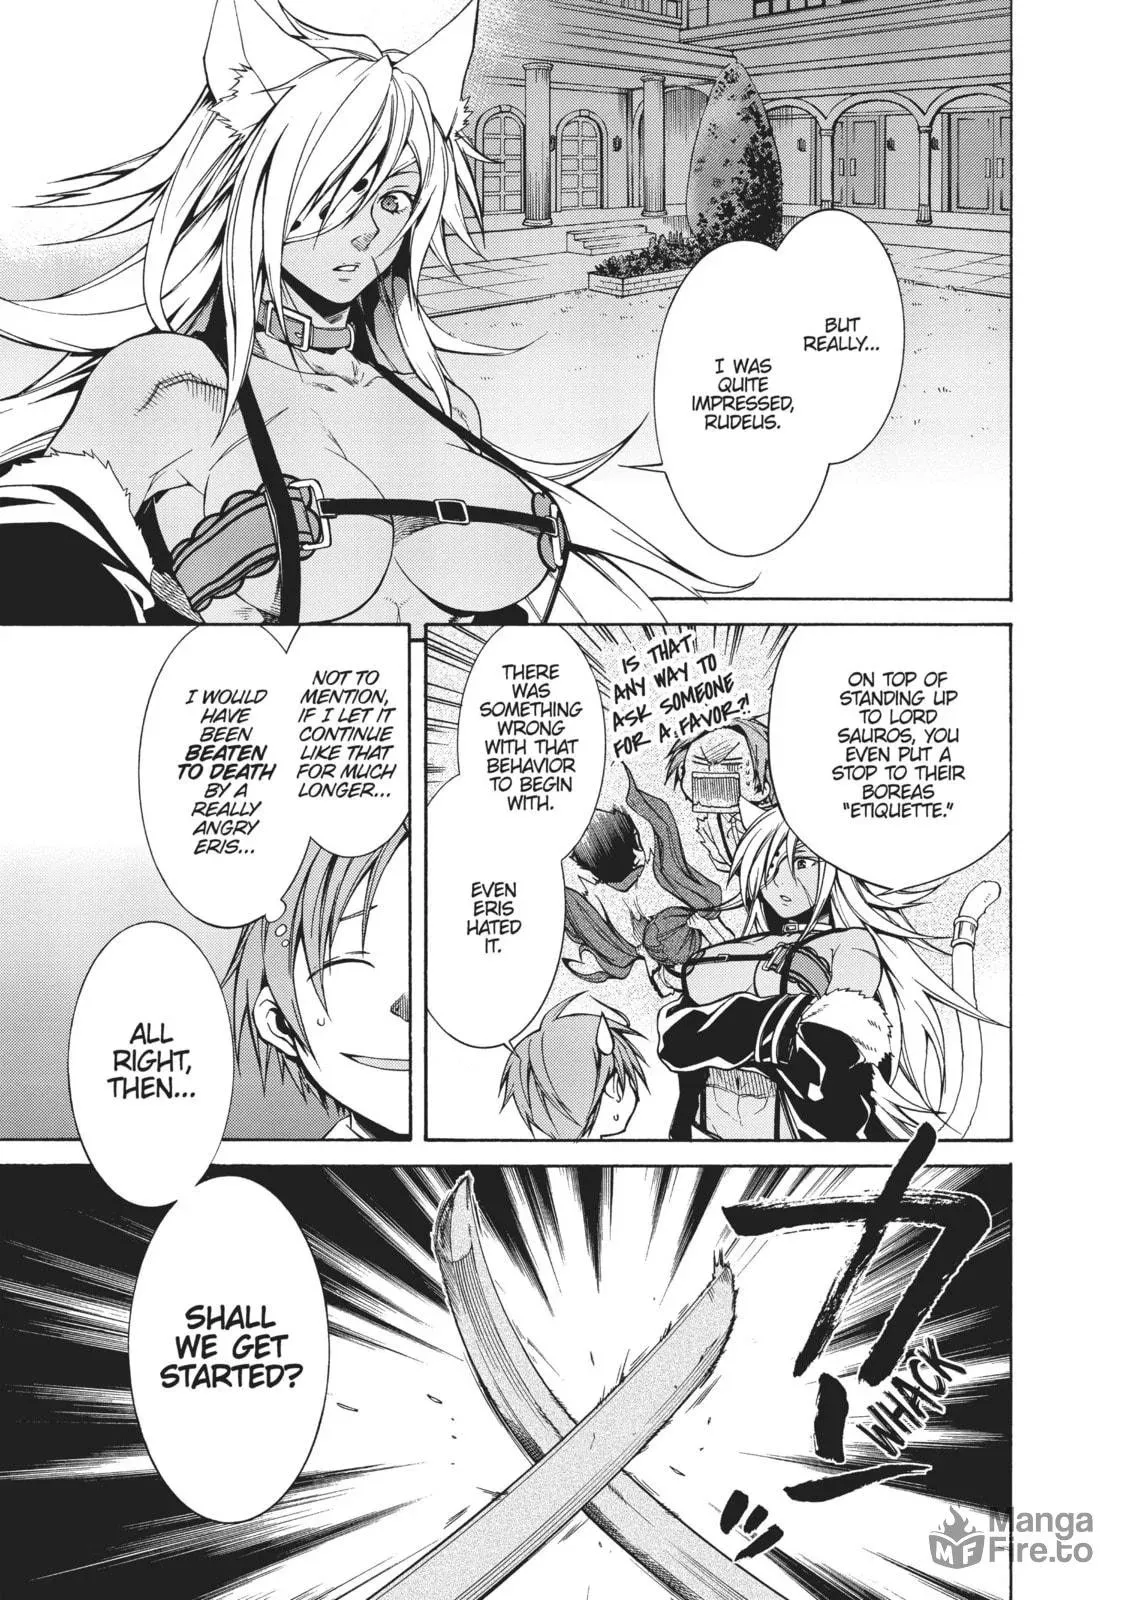 BUT
REALLY...
I WAS
QUITE
IMPRESSED,
RUDEUS.
ON TOP OF
STANDING UP
TO LORD
SAUROS, YOU
EVEN PUT A
STOP TO THEIR
BOREAS
"ETIQUETTE."
IS THAT
ANY WAY TO
ASK SOMEONE
FOR A FAVOR?!
THERE
WAS
SOMETHING
WRONG
WITH THAT
BEHAVIOR
TO BEGIN
WITH.
EVEN
ERIS
HATED
IT.
NOT TO
MENTION,
IF I LET IT
CONTINUE
LIKE THAT
FOR MUCH
LONGER...
I WOULD
HAVE
BEEN
BEATEN
TO DEATH
BY A
REALLY
ANGRY
ERIS...
ALL
RIGHT,
THEN...
SHALL
WE GET
STARTED?
カンッ
WHACK
Manga
Fire.to
MF